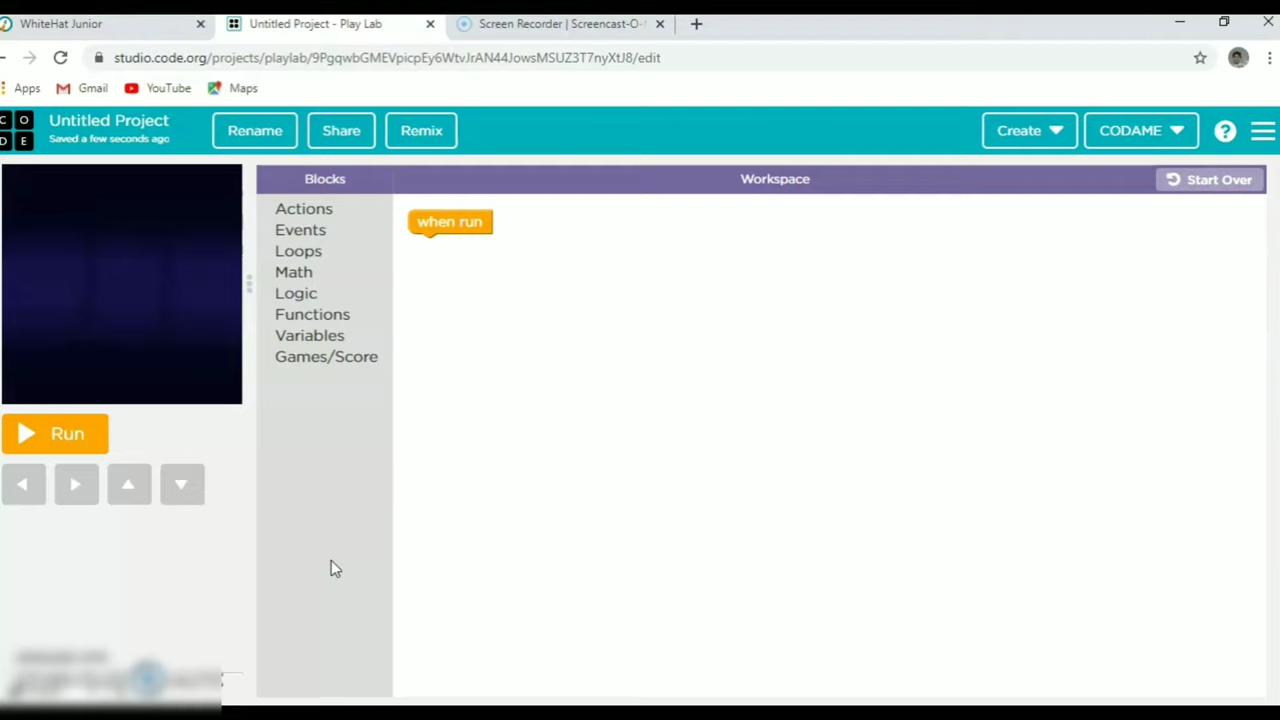 WhiteHat Junior
Untitled Project - Play Lab
Screen Recorder | Screencast-O-
studio.code.org/projects/playlab/9PgqwbGMEVpicpEy6WtvJrAN44JowsMSUZ3T7nyXtJ8/edit
Apps
Gmail
YouTube
Maps
C O
D E
Untitled Project
Saved a few seconds ago
Rename
Share
Remix
Create
CODAME
?
Blocks
Workspace
Start Over
Actions
Events
Loops
Math
Logic
Functions
Variables
Games/Score
when run
Run